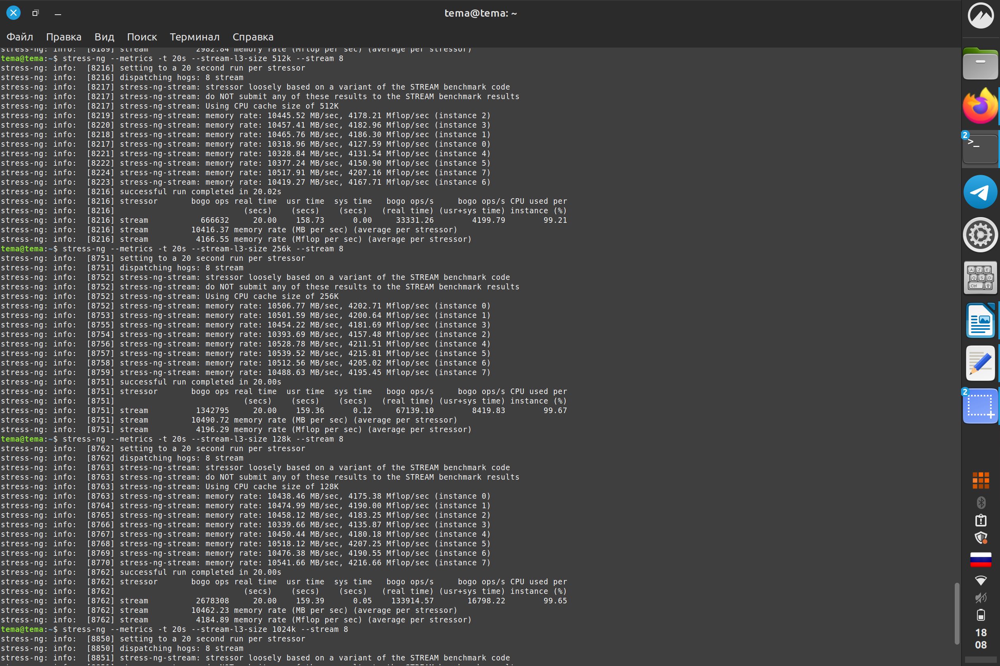 tema@tema: ~
Файл Правка Вид Поиск Терминал Справка
stress-ng: info:  [8189] stream          2982.84 memory rate (Mflop per sec) (average per stressor)
tema@tema:~$ stress-ng --metrics -t 20s --stream-l3-size 512k --stream 8
stress-ng: info:  [8216] setting to a 20 second run per stressor
stress-ng: info:  [8216] dispatching hogs: 8 stream
stress-ng: info:  [8217] stress-ng-stream: stressor loosely based on a variant of the STREAM benchmark code
stress-ng: info:  [8217] stress-ng-stream: do NOT submit any of these results to the STREAM benchmark results
stress-ng: info:  [8217] stress-ng-stream: Using CPU cache size of 512K
stress-ng: info:  [8219] stress-ng-stream: memory rate: 10445.52 MB/sec, 4178.21 Mflop/sec (instance 2)
stress-ng: info:  [8220] stress-ng-stream: memory rate: 10457.41 MB/sec, 4182.96 Mflop/sec (instance 3)
stress-ng: info:  [8218] stress-ng-stream: memory rate: 10465.76 MB/sec, 4186.30 Mflop/sec (instance 1)
stress-ng: info:  [8217] stress-ng-stream: memory rate: 10318.96 MB/sec, 4127.59 Mflop/sec (instance 0)
stress-ng: info:  [8221] stress-ng-stream: memory rate: 10328.84 MB/sec, 4131.54 Mflop/sec (instance 4)
stress-ng: info:  [8222] stress-ng-stream: memory rate: 10377.24 MB/sec, 4150.90 Mflop/sec (instance 5)
stress-ng: info:  [8224] stress-ng-stream: memory rate: 10517.91 MB/sec, 4207.16 Mflop/sec (instance 7)
stress-ng: info:  [8223] stress-ng-stream: memory rate: 10419.27 MB/sec, 4167.71 Mflop/sec (instance 6)
stress-ng: info:  [8216] successful run completed in 20.02s
stress-ng: info:  [8216] stressor       bogo ops real time  usr time  sys time   bogo ops/s     bogo ops/s CPU used per
stress-ng: info:  [8216]                           (secs)    (secs)    (secs)   (real time) (usr+sys time) instance (%)
stress-ng: info:  [8216] stream           666632     20.00    158.73      0.00     33331.26        4199.79        99.21
stress-ng: info:  [8216] stream         10416.37 memory rate (MB per sec) (average per stressor)
stress-ng: info:  [8216] stream          4166.55 memory rate (Mflop per sec) (average per stressor)
tema@tema:~$ stress-ng --metrics -t 20s --stream-l3-size 256k --stream 8
stress-ng: info:  [8751] setting to a 20 second run per stressor
stress-ng: info:  [8751] dispatching hogs: 8 stream
stress-ng: info:  [8752] stress-ng-stream: stressor loosely based on a variant of the STREAM benchmark code
stress-ng: info:  [8752] stress-ng-stream: do NOT submit any of these results to the STREAM benchmark results
stress-ng: info:  [8752] stress-ng-stream: Using CPU cache size of 256K
stress-ng: info:  [8752] stress-ng-stream: memory rate: 10506.77 MB/sec, 4202.71 Mflop/sec (instance 0)
stress-ng: info:  [8753] stress-ng-stream: memory rate: 10501.59 MB/sec, 4200.64 Mflop/sec (instance 1)
stress-ng: info:  [8755] stress-ng-stream: memory rate: 10454.22 MB/sec, 4181.69 Mflop/sec (instance 3)
stress-ng: info:  [8754] stress-ng-stream: memory rate: 10393.69 MB/sec, 4157.48 Mflop/sec (instance 2)
stress-ng: info:  [8756] stress-ng-stream: memory rate: 10528.78 MB/sec, 4211.51 Mflop/sec (instance 4)
stress-ng: info:  [8757] stress-ng-stream: memory rate: 10539.52 MB/sec, 4215.81 Mflop/sec (instance 5)
stress-ng: info:  [8758] stress-ng-stream: memory rate: 10512.56 MB/sec, 4205.02 Mflop/sec (instance 6)
stress-ng: info:  [8759] stress-ng-stream: memory rate: 10488.63 MB/sec, 4195.45 Mflop/sec (instance 7)
stress-ng: info:  [8751] successful run completed in 20.00s
stress-ng: info:  [8751] stressor       bogo ops real time  usr time  sys time   bogo ops/s     bogo ops/s CPU used per
stress-ng: info:  [8751]                           (secs)    (secs)    (secs)   (real time) (usr+sys time) instance (%)
stress-ng: info:  [8751] stream          1342795     20.00    159.36      0.12     67139.10        8419.83        99.67
stress-ng: info:  [8751] stream         10490.72 memory rate (MB per sec) (average per stressor)
stress-ng: info:  [8751] stream          4196.29 memory rate (Mflop per sec) (average per stressor)
tema@tema:~$ stress-ng --metrics -t 20s --stream-l3-size 128k --stream 8
stress-ng: info:  [8762] setting to a 20 second run per stressor
stress-ng: info:  [8762] dispatching hogs: 8 stream
stress-ng: info:  [8763] stress-ng-stream: stressor loosely based on a variant of the STREAM benchmark code
stress-ng: info:  [8763] stress-ng-stream: do NOT submit any of these results to the STREAM benchmark results
stress-ng: info:  [8763] stress-ng-stream: Using CPU cache size of 128K
stress-ng: info:  [8763] stress-ng-stream: memory rate: 10438.46 MB/sec, 4175.38 Mflop/sec (instance 0)
stress-ng: info:  [8764] stress-ng-stream: memory rate: 10474.99 MB/sec, 4190.00 Mflop/sec (instance 1)
stress-ng: info:  [8765] stress-ng-stream: memory rate: 10458.12 MB/sec, 4183.25 Mflop/sec (instance 2)
stress-ng: info:  [8766] stress-ng-stream: memory rate: 10339.66 MB/sec, 4135.87 Mflop/sec (instance 3)
stress-ng: info:  [8767] stress-ng-stream: memory rate: 10450.44 MB/sec, 4180.18 Mflop/sec (instance 4)
stress-ng: info:  [8768] stress-ng-stream: memory rate: 10518.12 MB/sec, 4207.25 Mflop/sec (instance 5)
stress-ng: info:  [8769] stress-ng-stream: memory rate: 10476.38 MB/sec, 4190.55 Mflop/sec (instance 6)
stress-ng: info:  [8770] stress-ng-stream: memory rate: 10541.66 MB/sec, 4216.66 Mflop/sec (instance 7)
stress-ng: info:  [8762] successful run completed in 20.00s
stress-ng: info:  [8762] stressor       bogo ops real time  usr time  sys time   bogo ops/s     bogo ops/s CPU used per
stress-ng: info:  [8762]                           (secs)    (secs)    (secs)   (real time) (usr+sys time) instance (%)
stress-ng: info:  [8762] stream          2678308     20.00    159.39      0.05    133914.57       16798.22        99.65
stress-ng: info:  [8762] stream         10462.23 memory rate (MB per sec) (average per stressor)
stress-ng: info:  [8762] stream          4184.89 memory rate (Mflop per sec) (average per stressor)
tema@tema:~$ stress-ng --metrics -t 20s --stream-l3-size 1024k --stream 8
stress-ng: info:  [8850] setting to a 20 second run per stressor
stress-ng: info:  [8850] dispatching hogs: 8 stream
stress-ng: info:  [8851] stress-ng-stream: stressor loosely based on a variant of the STREAM benchmark code
2
>_
A Z E
Q S D
Ctrl
2
18
08